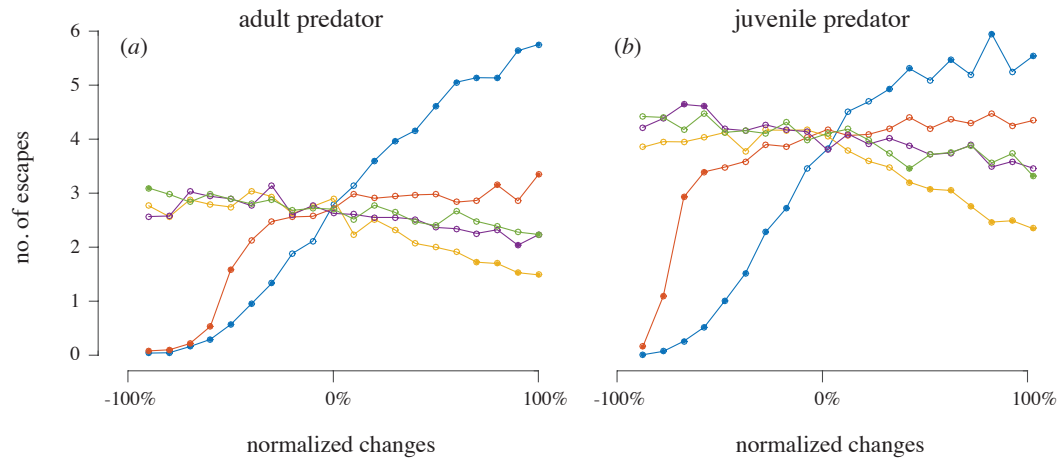 adult predator
juvenile predator
(a)
(b)
no. of escapes
6
5
4
3
2
1
0
-100%
0%
100%
-100%
0%
100%
normalized changes
normalized changes